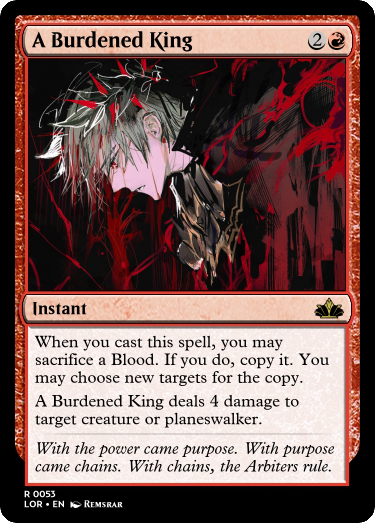 A Burdened King 2
Instant
When you cast this spell, you may
sacrifice a Blood. If you do, copy it. You
may choose new targets for the copy.
A Burdened King deals 4 damage to
target creature or planeswalker.
With the power came purpose. With purpose
came chains. With chains, the Arbiters rule.
R 0053
LOR • EN Remsrar